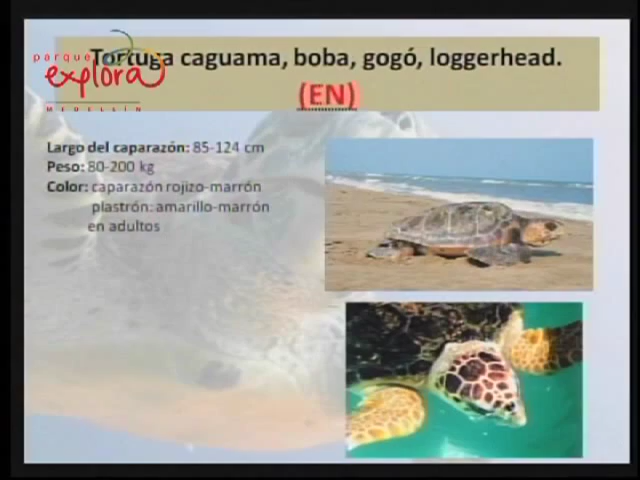 Tortuga caguama, boba, gogó, loggerhead.
(EN)
parque
explora
MEDELLÍN
Largo del caparazón: 85-124 cm
Peso: 80-200 kg
Color: caparazón rojizo-marrón
plastrón: amarillo-marrón
en adultos